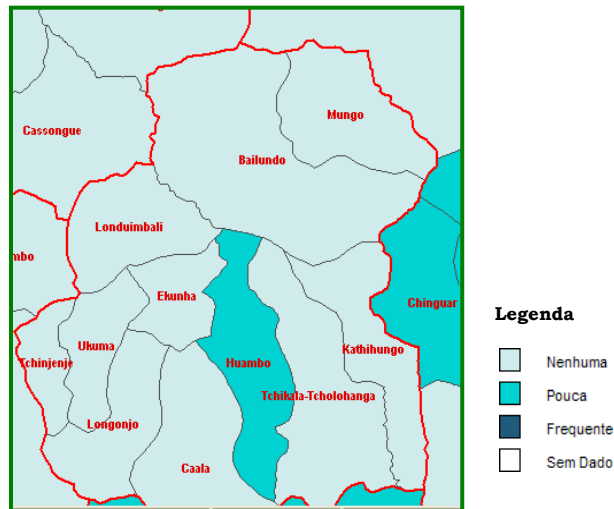 Mungo
Cassongue
Bailundo
Londuimbali
mbo
Ekunha
Chinguar
Ukuma
Kathihungo
Tchinjenje
Huambo
Tchikala-Tcholohanga
Longonjo
Caala
Legenda
Nenhuma
Pouca
Frequente
Sem Dado